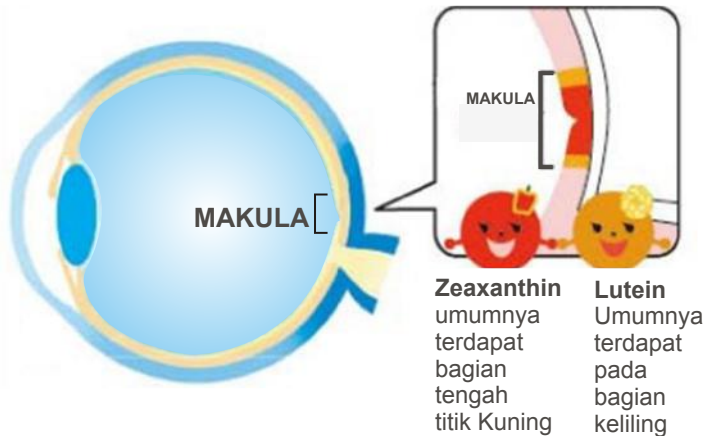 MAKULA
MAKULA
Zeaxanthin
umumnya
terdapat
bagian
tengah
titik Kuning
Lutein
Umumnya
terdapat
pada
bagian
keliling